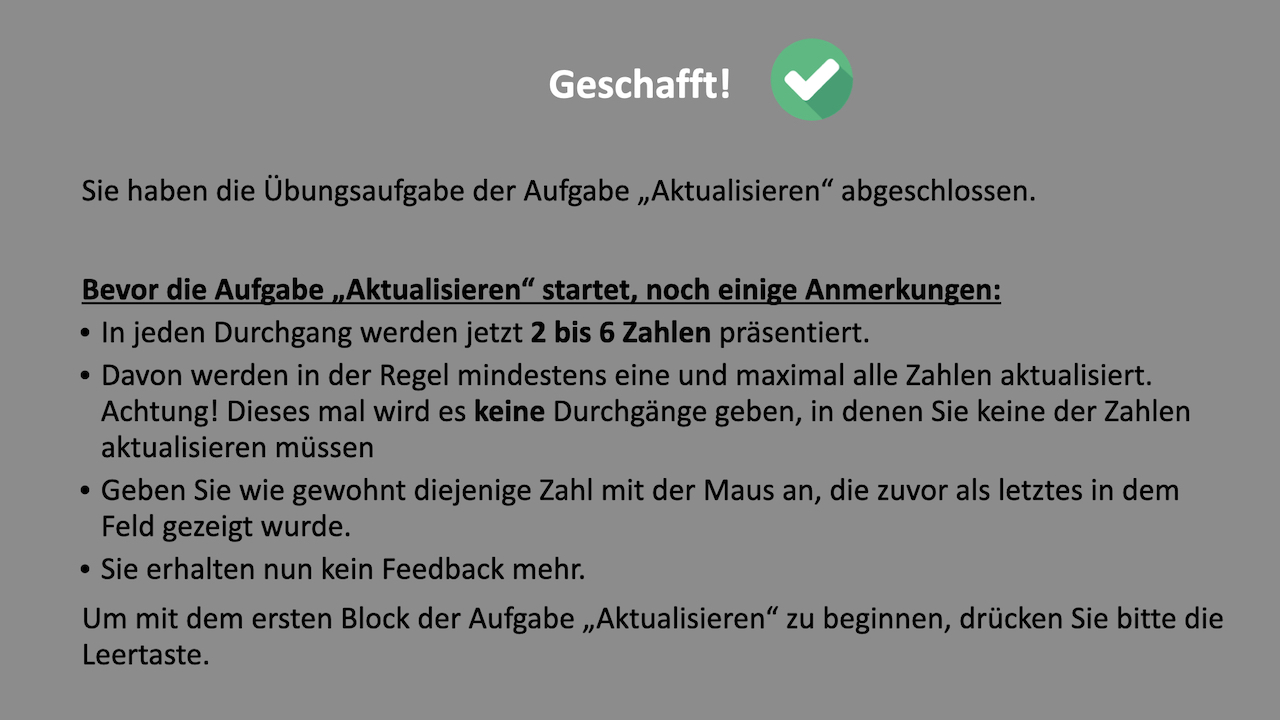 Geschafft!
Sie haben die Übungsaufgabe der Aufgabe „Aktualisieren“ abgeschlossen.
Bevor die Aufgabe „Aktualisieren“ startet, noch einige Anmerkungen:
• In jeden Durchgang werden jetzt 2 bis 6 Zahlen präsentiert.
• Davon werden in der Regel mindestens eine und maximal alle Zahlen aktualisiert.
Achtung! Dieses mal wird es keine Durchgänge geben, in denen Sie keine der Zahlen
aktualisieren müssen
• Geben Sie wie gewohnt diejenige Zahl mit der Maus an, die zuvor als letztes in dem
Feld gezeigt wurde.
• Sie erhalten nun kein Feedback mehr.
Um mit dem ersten Block der Aufgabe „Aktualisieren“ zu beginnen, drücken Sie bitte die
Leertaste.